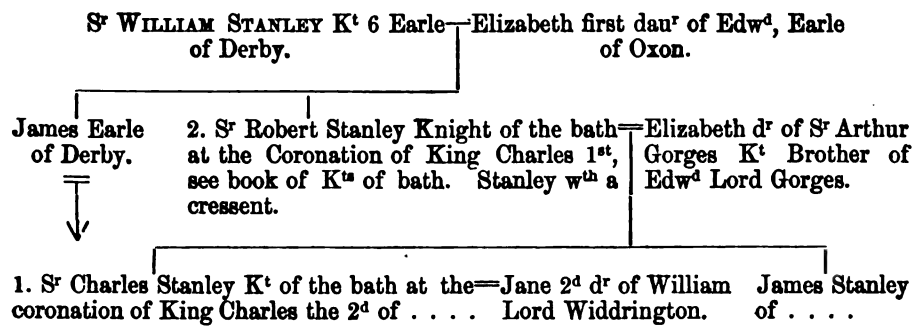 Sʳ WILLIAM STANLEY Kᵗ 6 Earle
of Derby.
Elizabeth first dauʳ of Edwᵈ, Earle
of Oxon.
James Earle
of Derby.
2. Sʳ Robert Stanley Knight of the bath
at the Coronation of King Charles 1ˢᵗ,
see book of Kᵗˢ of bath. Stanley wᵗʰ a
cressent.
Elizabeth dʳ of Sʳ Arthur
Gorges Kᵗ Brother of
Edwᵈ Lord Gorges.
1. Sʳ Charles Stanley Kᵗ of the bath at the
coronation of King Charles the 2ᵈ of . . . .
Jane 2ᵈ dʳ of William
Lord Widdrington.
James Stanley
of . . . .